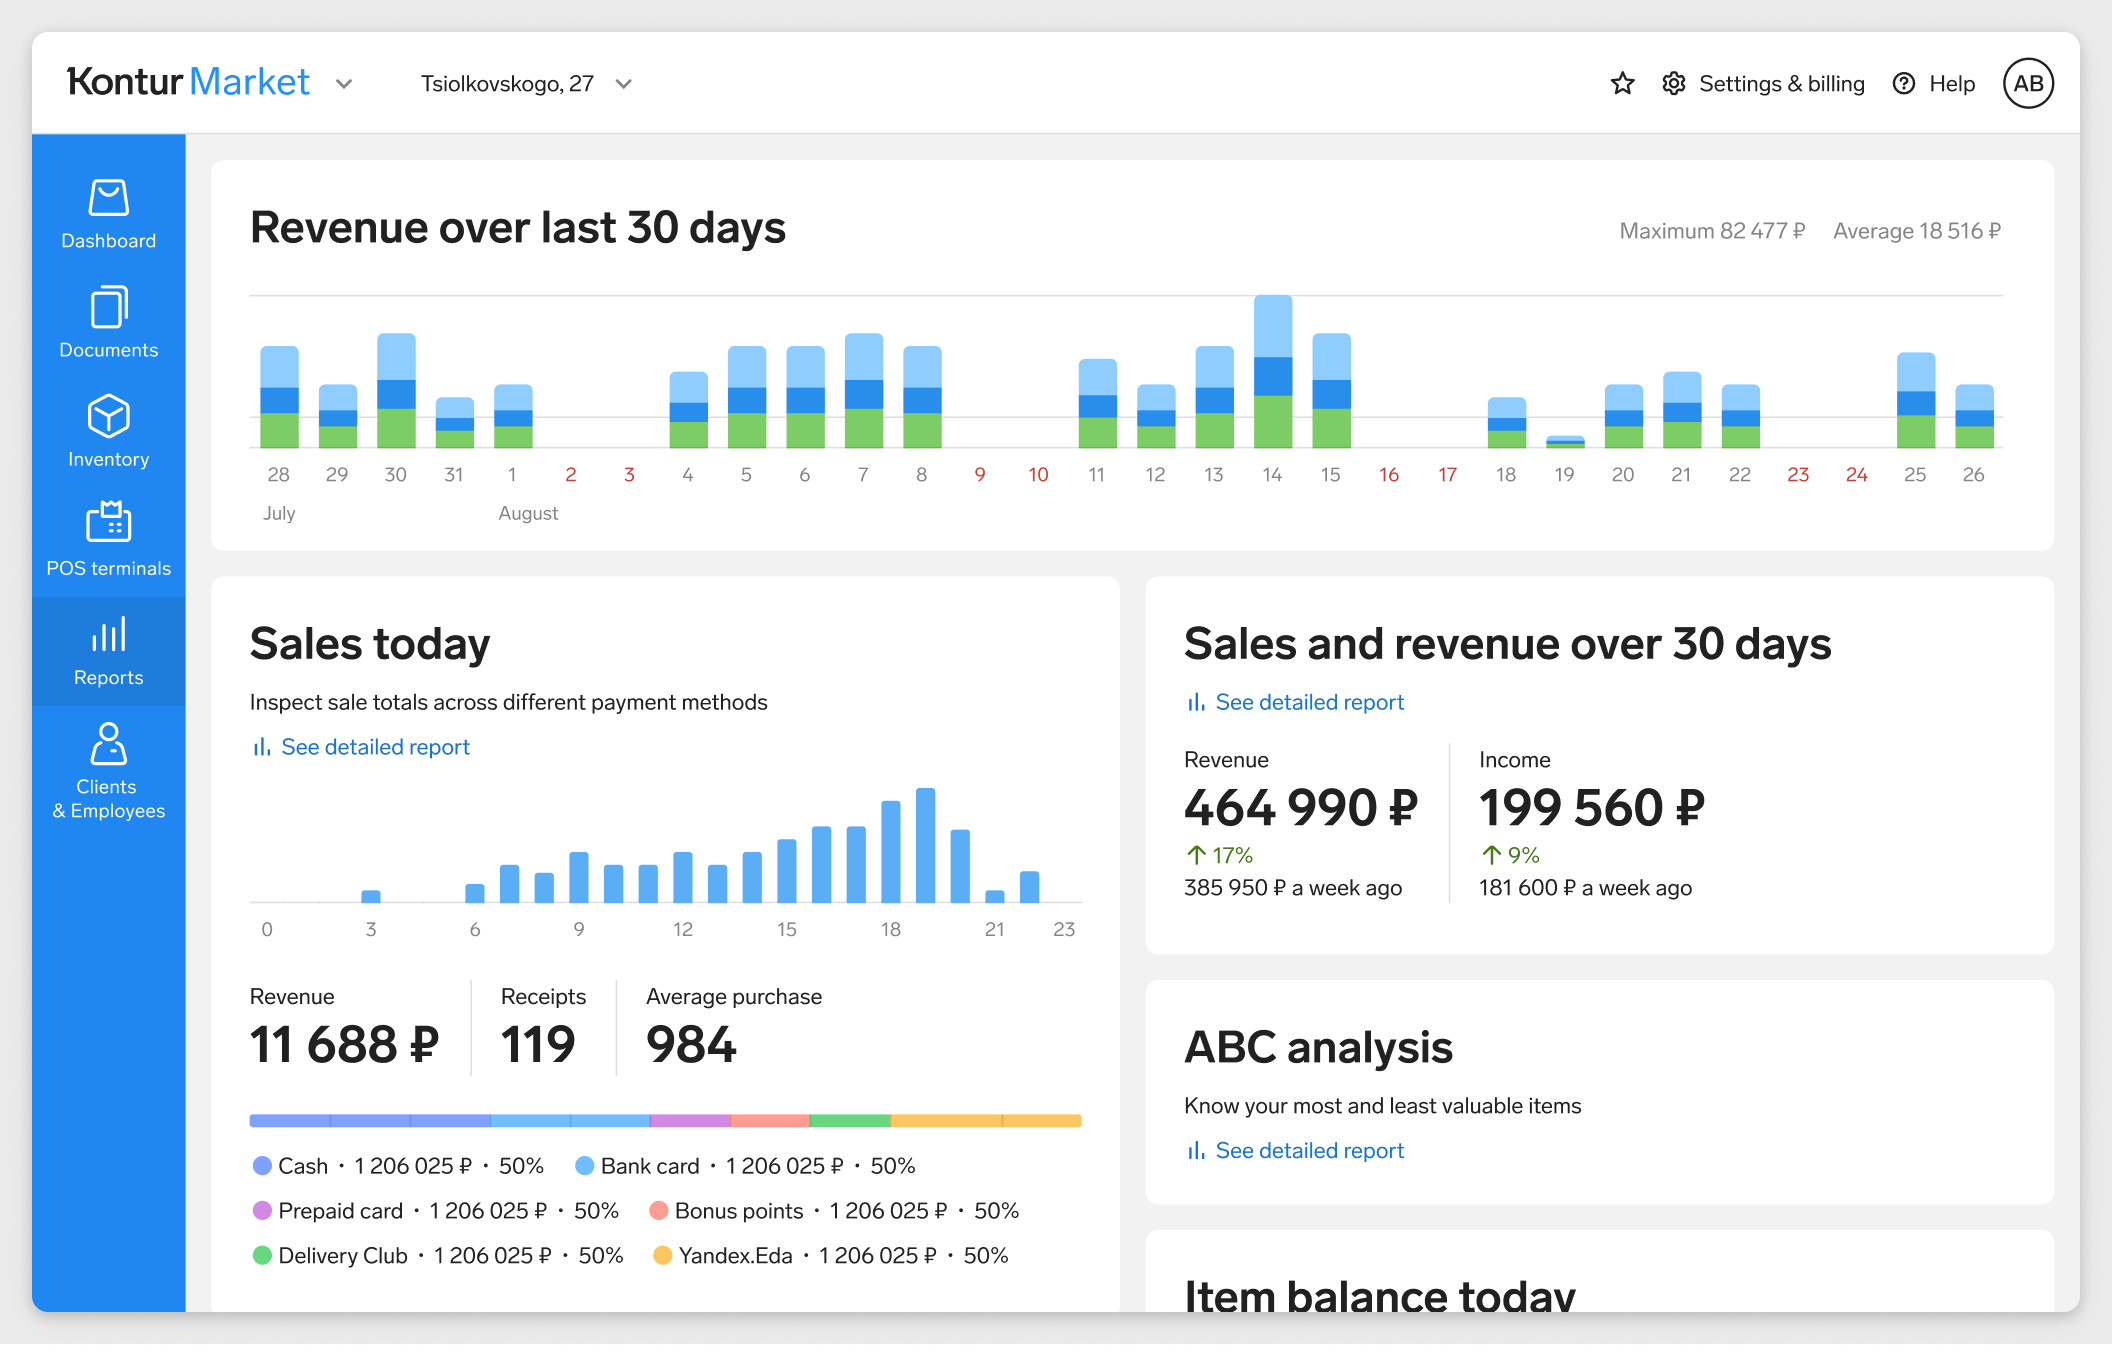 Kontur Market
Tsiolkovskogo, 27
Settings & billing
Help
AB
Dashboard
Documents
Inventory
POS terminals
Reports
Clients
& Employees
Revenue over last 30 days
Maximum 82 477 ₽ Average 18 516 ₽
28 29 30 31 1 2 3 4 5 6 7 8 9 10 11 12 13 14 15 16 17 18 19 20 21 22 23 24 25 26
July August
Sales today
Inspect sale totals across different payment methods
See detailed report
0 3 6 9 12 15 18 21 23
Revenue Receipts Average purchase
11 688 ₽ 119 984
Cash · 1 206 025 ₽ · 50% Bank card · 1 206 025 ₽ · 50%
Prepaid card · 1 206 025 ₽ · 50% Bonus points · 1 206 025 ₽ · 50%
Delivery Club · 1 206 025 ₽ · 50% Yandex.Eda · 1 206 025 ₽ · 50%
Sales and revenue over 30 days
See detailed report
Revenue Income
464 990 ₽ 199 560 ₽
17% 9%
385 950 ₽ a week ago 181 600 ₽ a week ago
ABC analysis
Know your most and least valuable items
See detailed report
Item balance today